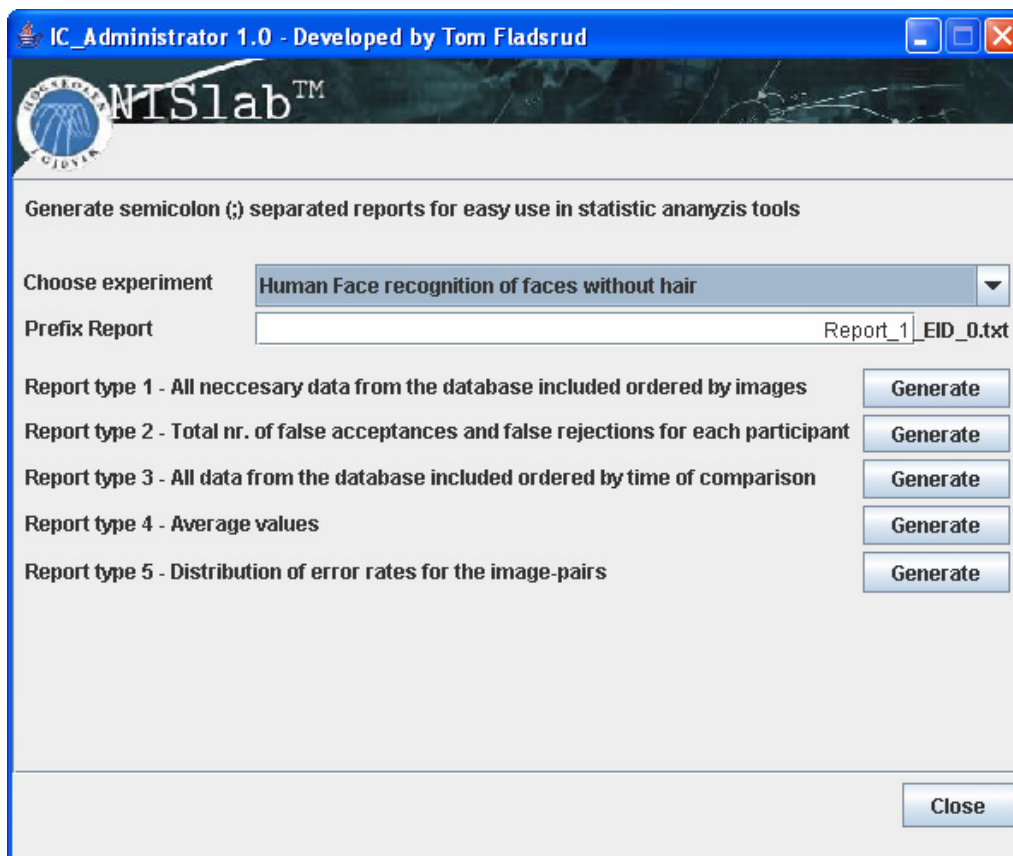 IC_Administrator 1.0 - Developed by Tom Fladsrud
NISlab™
HØGSKOLEN I GJØVIK
Generate semicolon (;) separated reports for easy use in statistic ananyzis tools
Choose experiment
Human Face recognition of faces without hair
Prefix Report
Report_1 _EID_0.txt
Report type 1 - All neccesary data from the database included ordered by images
Generate
Report type 2 - Total nr. of false acceptances and false rejections for each participant
Generate
Report type 3 - All data from the database included ordered by time of comparison
Generate
Report type 4 - Average values
Generate
Report type 5 - Distribution of error rates for the image-pairs
Generate
Close